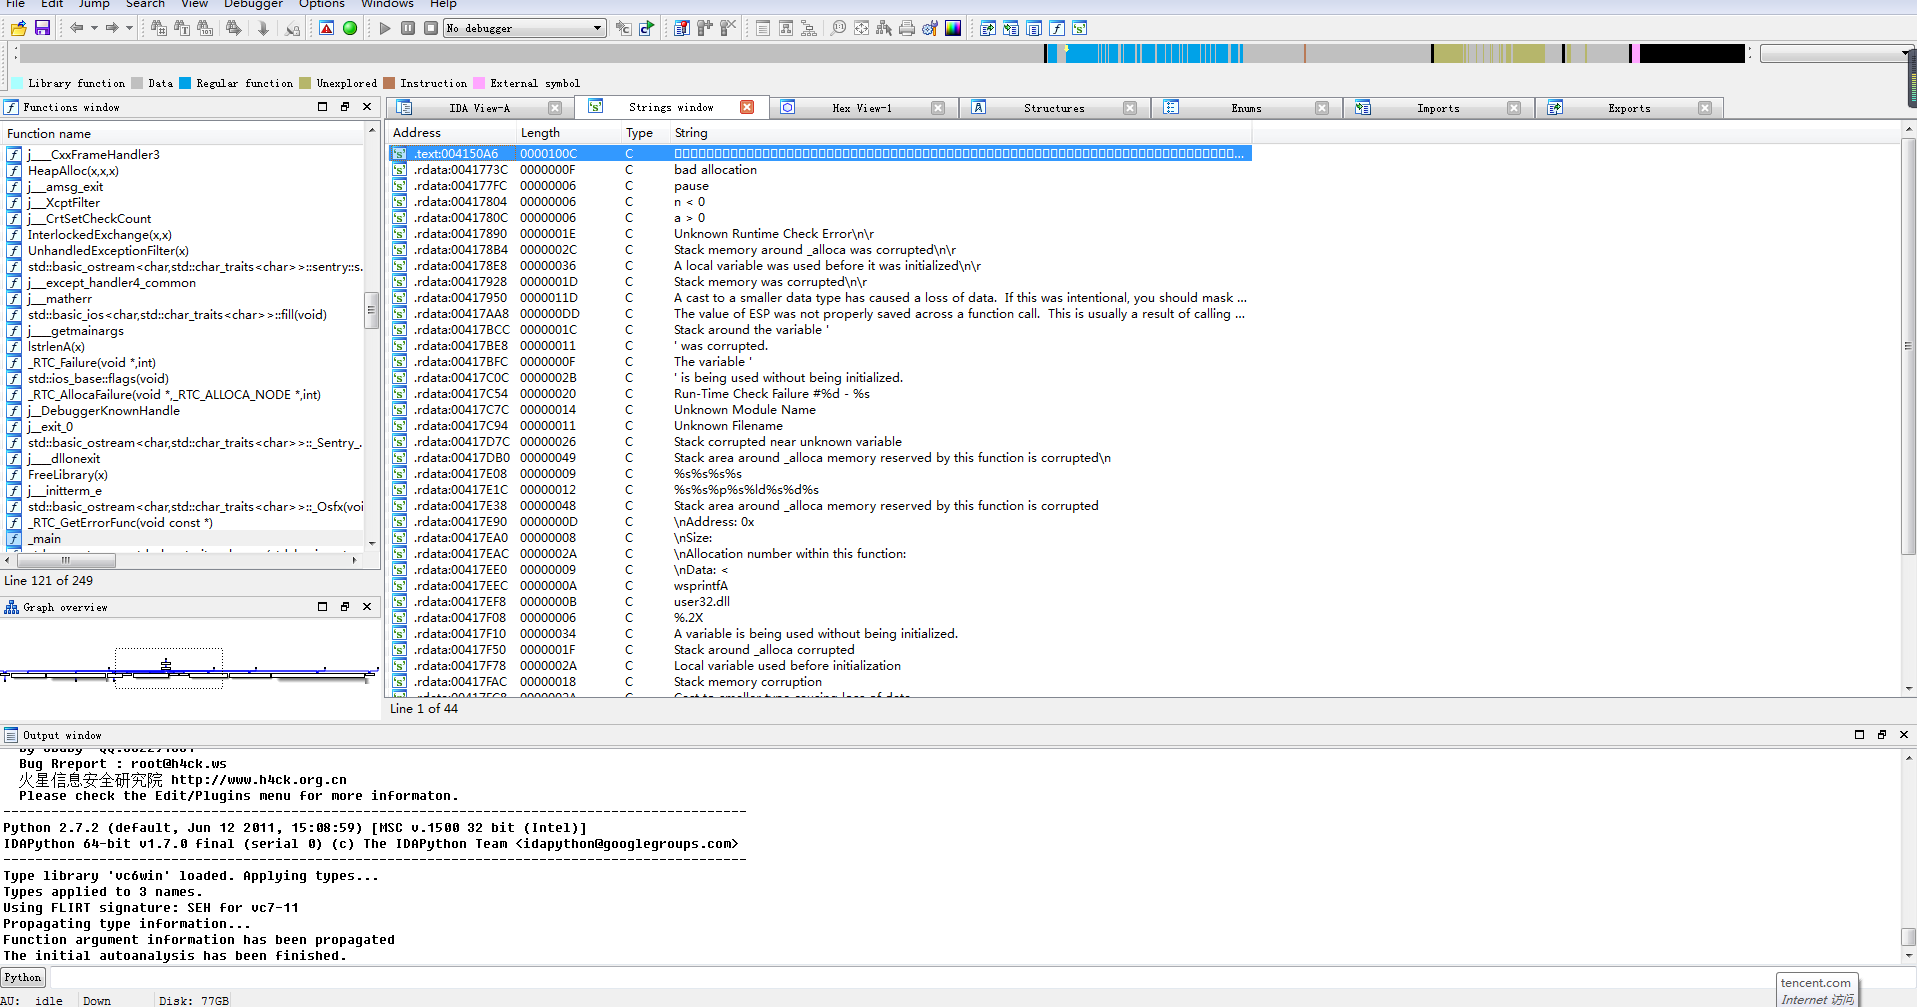 File Edit Jump Search View Debugger Options Windows Help
No debugger
Library function Data Regular function Unexplored Instruction External symbol
Functions window
Function name
j___CxxFrameHandler3
HeapAlloc(x,x,x)
j__amsg_exit
j__XcptFilter
j__CrtSetCheckCount
InterlockedExchange(x,x)
UnhandledExceptionFilter(x)
std::basic_ostream<char,std::char_traits<char>>::sentry::s.
j__except_handler4_common
j__matherr
std::basic_ios<char,std::char_traits<char>>::fill(void)
j___getmainargs
lstrlenA(x)
_RTC_Failure(void *,int)
std::ios_base::flags(void)
_RTC_AllocaFailure(void *,_RTC_ALLOCA_NODE *,int)
j__DebuggerKnownHandle
j__exit_0
std::basic_ostream<char,std::char_traits<char>>::_Sentry_.
j___dllonexit
FreeLibrary(x)
j__initterm_e
std::basic_ostream<char,std::char_traits<char>>::_Osfx(voi
_RTC_GetErrorFunc(void const *)
_main
Line 121 of 249
Graph overview
IDA View-A Strings window Hex View-1 Structures Enums Imports Exports
Address Length Type String
.text:004150A6 0000100C C ...
.rdata:0041773C 0000000F C bad allocation
.rdata:004177FC 00000006 C pause
.rdata:00417804 00000006 C n < 0
.rdata:0041780C 00000006 C a > 0
.rdata:00417890 0000001E C Unknown Runtime Check Error\n\r
.rdata:004178B4 0000002C C Stack memory around _alloca was corrupted\n\r
.rdata:004178E8 00000036 C A local variable was used before it was initialized\n\r
.rdata:00417928 0000001D C Stack memory was corrupted\n\r
.rdata:00417950 0000011D C A cast to a smaller data type has caused a loss of data.  If this was intentional, you should mask ...
.rdata:00417AA8 000000DD C The value of ESP was not properly saved across a function call.  This is usually a result of calling ...
.rdata:00417BCC 0000001C C Stack around the variable '
.rdata:00417BE8 00000011 C ' was corrupted.
.rdata:00417BFC 0000000F C The variable '
.rdata:00417C0C 0000002B C ' is being used without being initialized.
.rdata:00417C54 00000020 C Run-Time Check Failure #%d - %s
.rdata:00417C7C 00000014 C Unknown Module Name
.rdata:00417C94 00000011 C Unknown Filename
.rdata:00417D7C 00000026 C Stack corrupted near unknown variable
.rdata:00417DB0 00000049 C Stack area around _alloca memory reserved by this function is corrupted\n
.rdata:00417E08 00000009 C %s%s%s%s
.rdata:00417E1C 00000012 C %s%s%p%s%ld%s%d%s
.rdata:00417E38 00000048 C Stack area around _alloca memory reserved by this function is corrupted
.rdata:00417E90 0000000D C \nAddress: 0x
.rdata:00417EA0 00000008 C \nSize:
.rdata:00417EAC 0000002A C \nAllocation number within this function:
.rdata:00417EE0 00000009 C \nData: <
.rdata:00417EEC 0000000A C wsprintfA
.rdata:00417EF8 0000000B C user32.dll
.rdata:00417F08 00000006 C %.2X
.rdata:00417F10 00000034 C A variable is being used without being initialized.
.rdata:00417F50 0000001F C Stack around _alloca corrupted
.rdata:00417F78 0000002A C Local variable used before initialization
.rdata:00417FAC 00000018 C Stack memory corruption
Line 1 of 44
Output window
Bug Rreport : root@h4ck.ws
火星信息安全研究院 http://www.h4ck.org.cn
Please check the Edit/Plugins menu for more informaton.
Python 2.7.2 (default, Jun 12 2011, 15:08:59) [MSC v.1500 32 bit (Intel)]
IDAPython 64-bit v1.7.0 final (serial 0) (c) The IDAPython Team <idapython@googlegroups.com>
Type library 'vc6win' loaded. Applying types...
Types applied to 3 names.
Using FLIRT signature: SEH for vc7-11
Propagating type information...
Function argument information has been propagated
The initial autoanalysis has been finished.
Python
AU: idle Down Disk: 77GB
tencent.com
Internet 访问